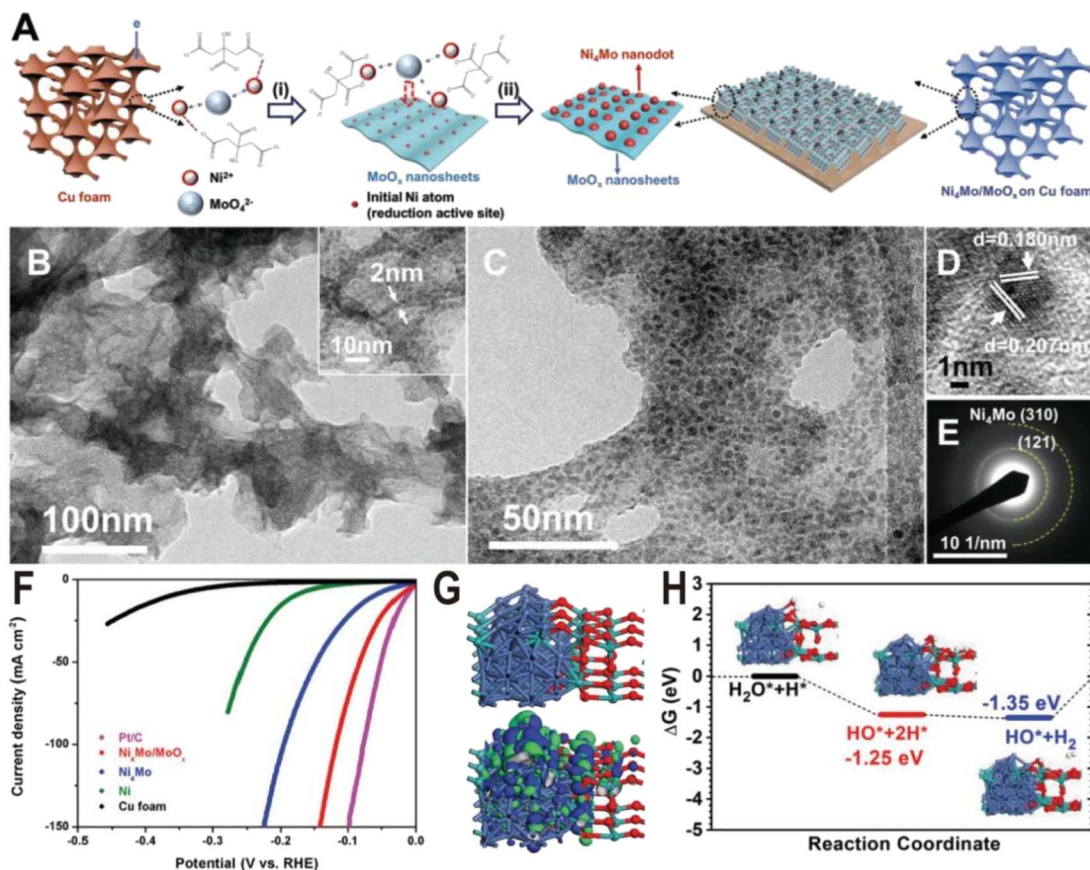 A
e
Cu foam
Ni²⁺
MoO₄²⁻
(i)
MoOₓ nanosheets
Initial Ni atom
(reduction active site)
(ii)
Ni₄Mo nanodot
MoOₓ nanosheets
Ni₄Mo/MoOₓ on Cu foam
B
2nm
10nm
100nm
C
50nm
D
d=0.180nm
d=0.207nm
1nm
E
Ni₄Mo (310)
(121)
10 1/nm
F
Current density (mA cm⁻²)
0
-50
-100
-150
Pt/C
NiₓMo/MoOₓ
Ni₄Mo
Ni
Cu foam
-0.5 -0.4 -0.3 -0.2 -0.1 0.0
Potential (V vs. RHE)
G
H
ΔG (eV)
3
2
1
0
-1
-2
-3
-4
-5
H₂O*+H*
HO*+2H*
-1.25 eV
-1.35 eV
HO*+H₂
Reaction Coordinate